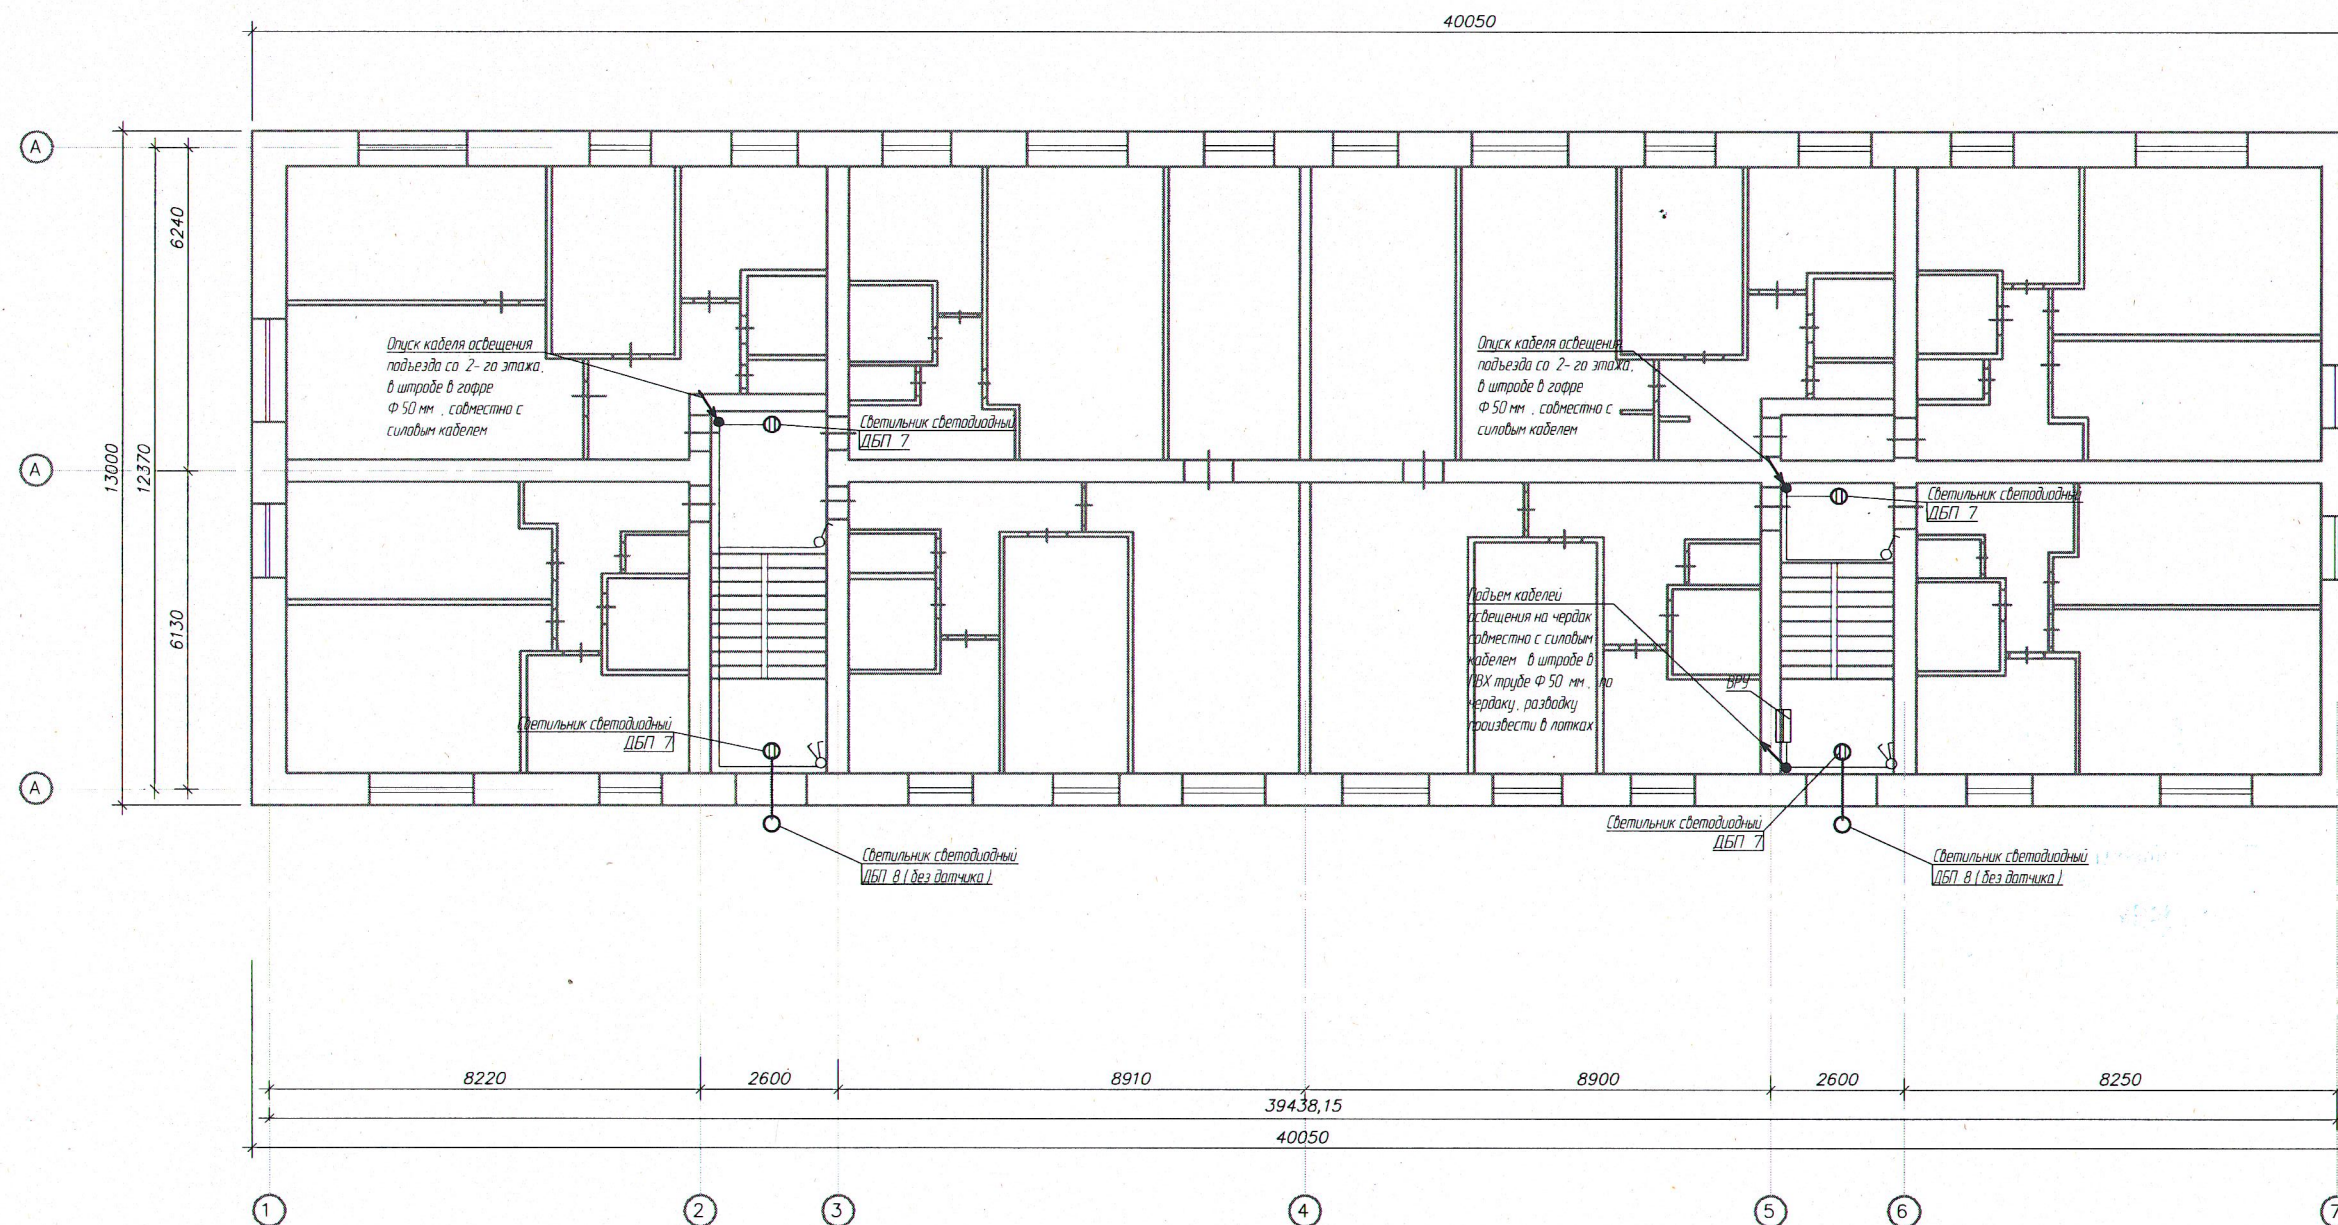 40050
А
А
А
13000
12370
6240
6130
Опуск кабеля освещения
подъезда со 2-го этажа,
в штробе в гофре
Ф 50 мм , совместно с
силовым кабелем
Светильник светодиодный
ДБП 7
Опуск кабеля освещения
подъезда со 2-го этажа,
в штробе в гофре
Ф 50 мм , совместно с
силовым кабелем
Светильник светодиодный
ДБП 7
Подъем кабелей
освещения на чердак
совместно с силовым
кабелем в штробе в
ПВХ трубе Ф 50 мм , по
чердаку, разводку
произвести в лотках
ВРУ
Светильник светодиодный
ДБП 7
Светильник светодиодный
ДБП 8 ( без датчика )
Светильник светодиодный
ДБП 7
Светильник светодиодный
ДБП 8 ( без датчика )
8220
2600
8910
8900
2600
8250
39438,15
40050
1
2
3
4
5
6
7